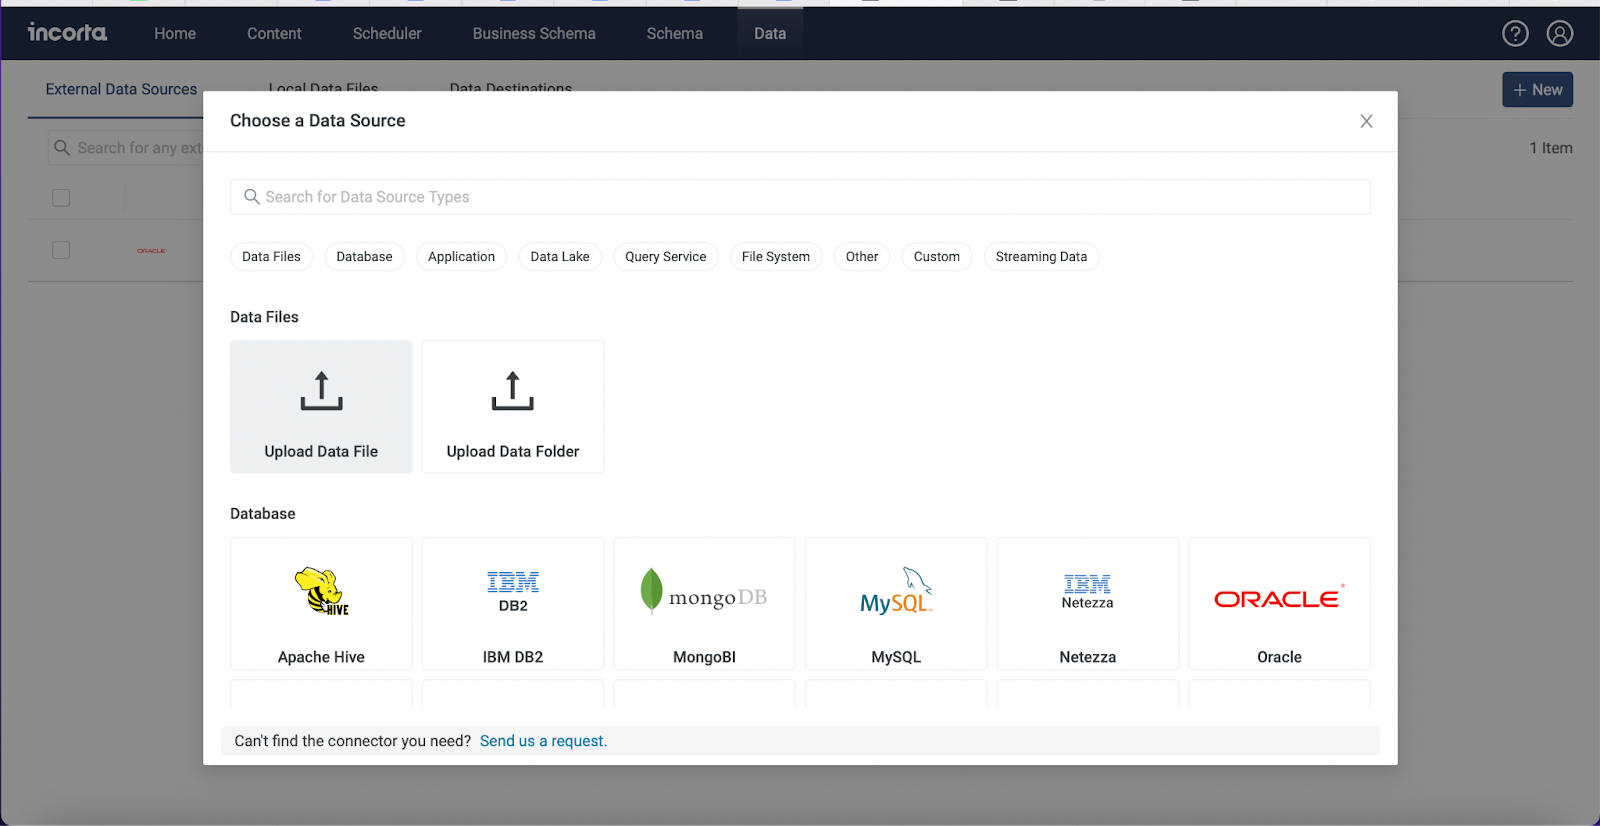 incorta Home Content Scheduler Business Schema Schema Data
External Data Sources Local Data Files Data Destinations + New
Search for any ext 1 Item
ORACLE
Choose a Data Source
Search for Data Source Types
Data Files Database Application Data Lake Query Service File System Other Custom Streaming Data
Data Files
Upload Data File Upload Data Folder
Database
HIVE IBM DB2 mongoDB MySQL IBM Netezza ORACLE
Apache Hive IBM DB2 MongoBI MySQL Netezza Oracle
Can't find the connector you need? Send us a request.